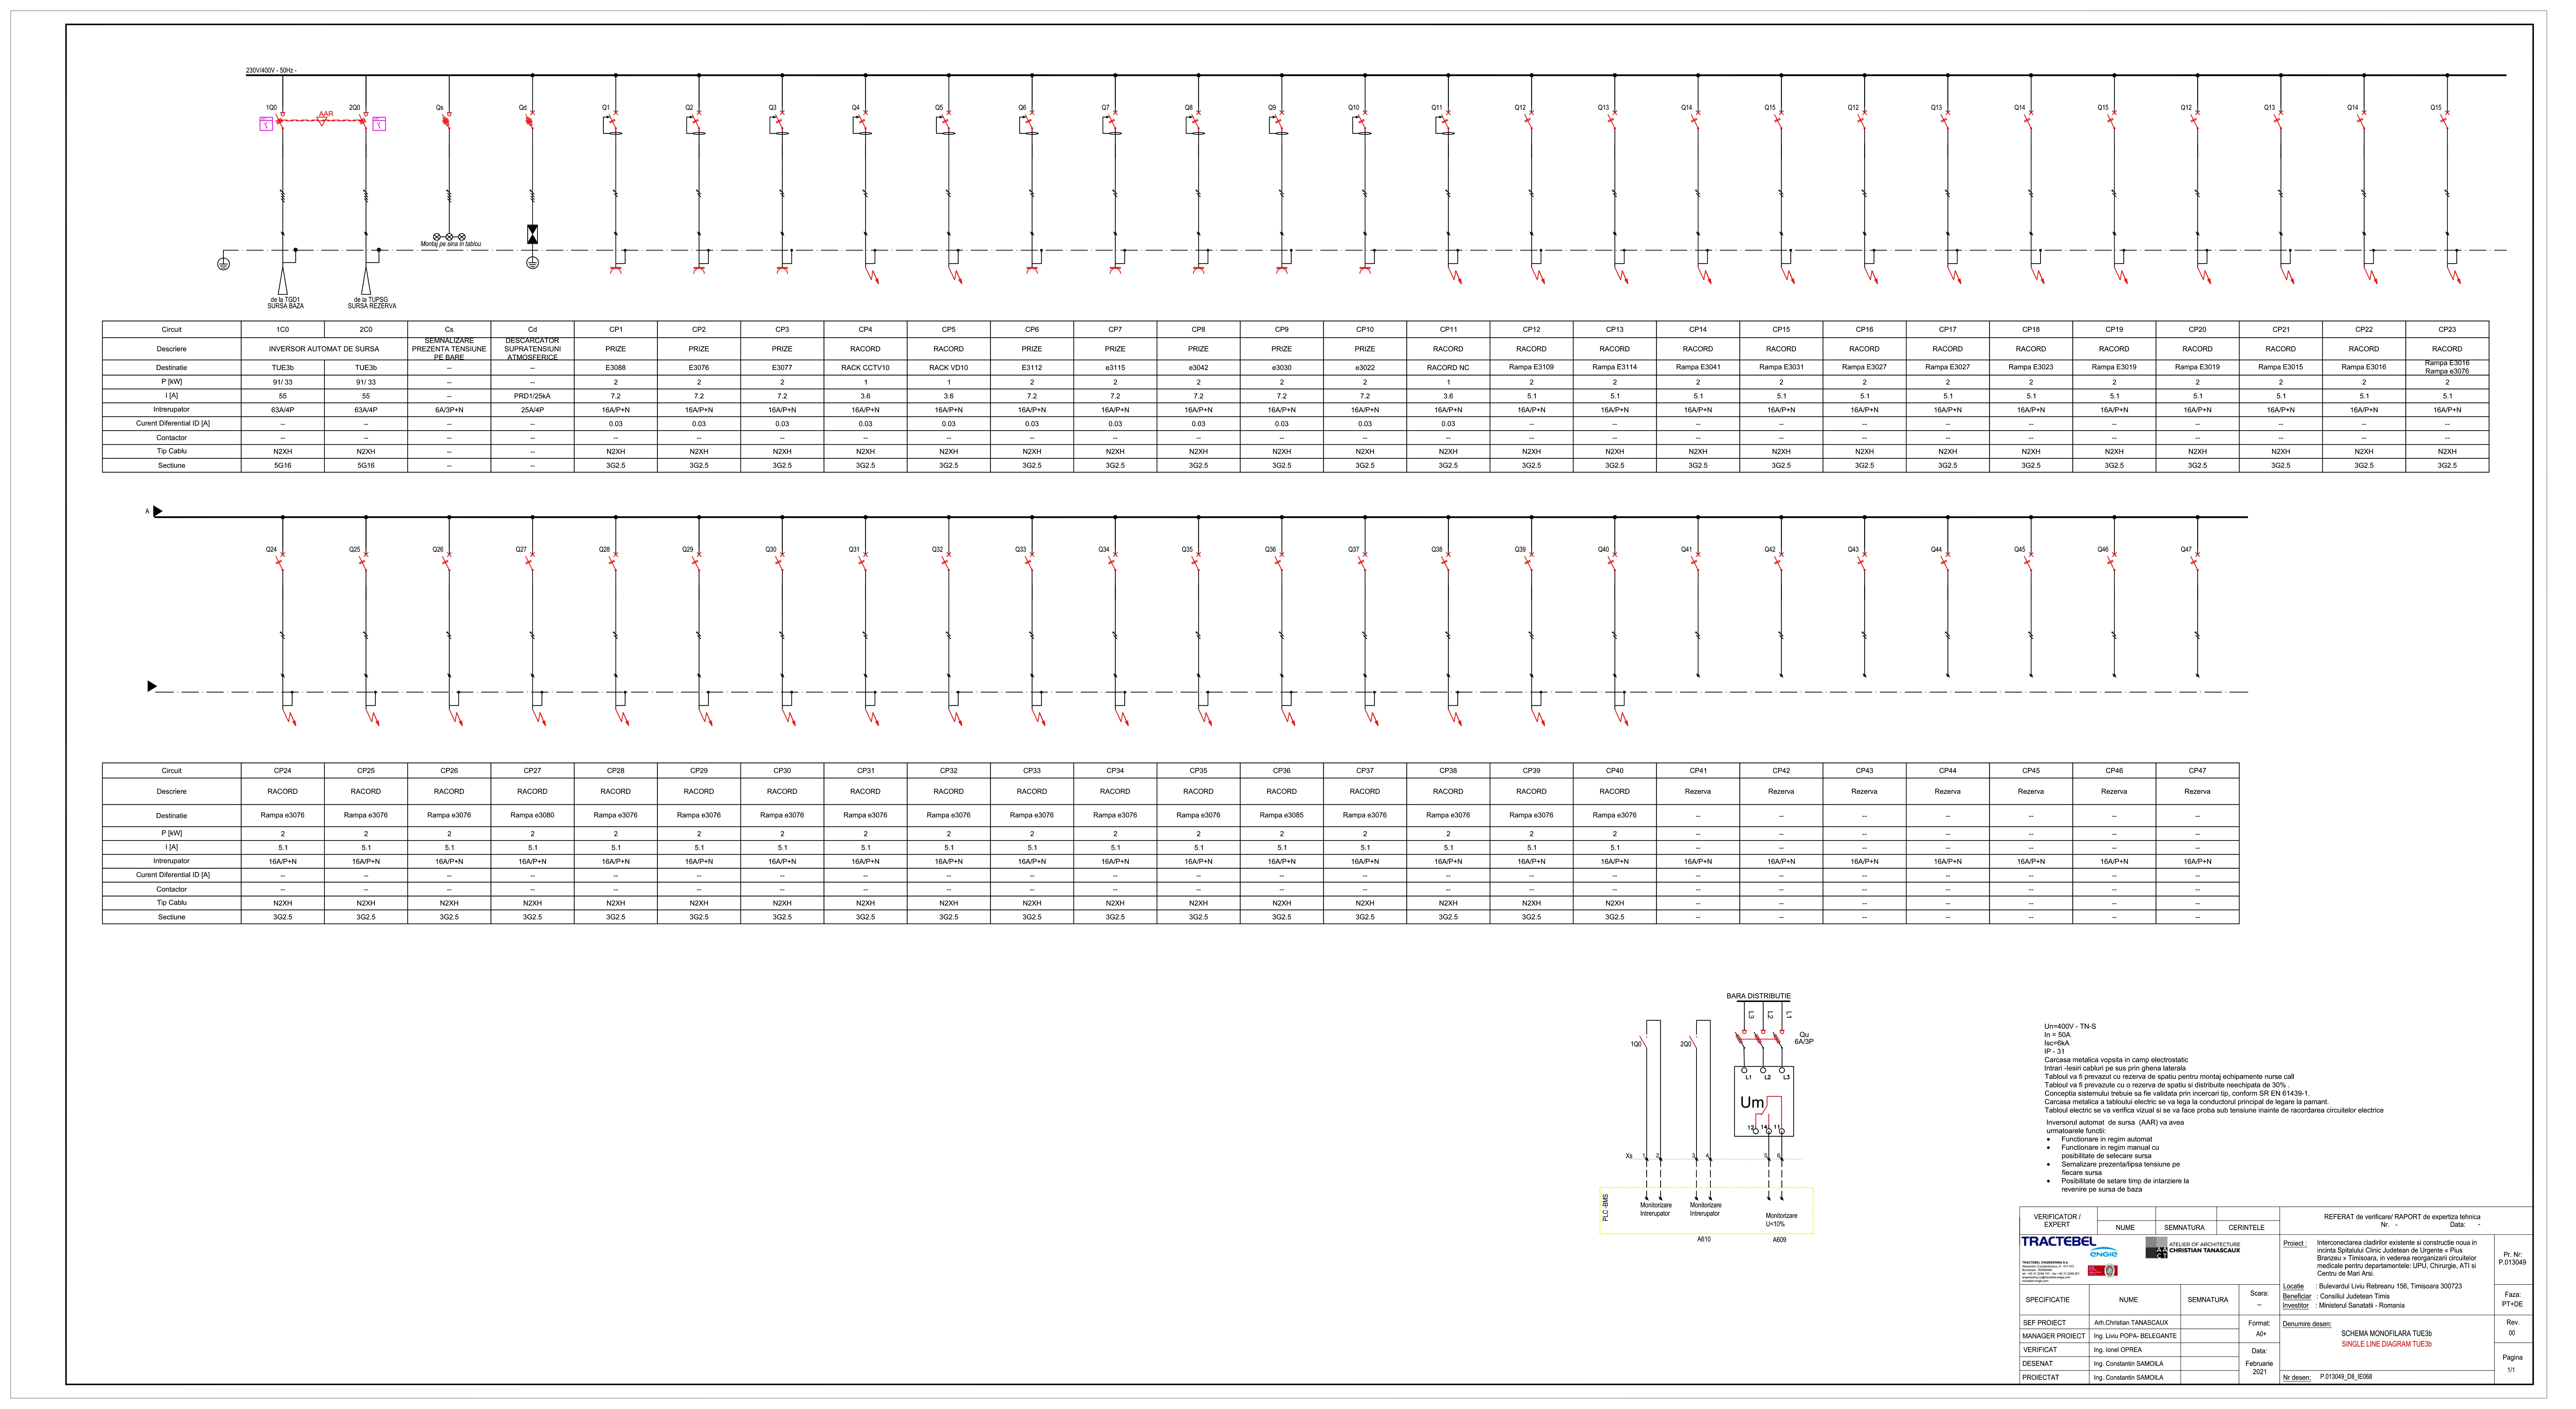 230V/400V - 50Hz -
1Q0 AAR 2Q0 Qs Qd Q1 Q2 Q3 Q4 Q5 Q6 Q7 Q8 Q9 Q10 Q11 Q12 Q13 Q14 Q15 Q12 Q13 Q14 Q15 Q12 Q13 Q14 Q15
Montaj pe sina in tablou
de la TGD1 de la TUPSG
SURSA BAZA SURSA REZERVA
Circuit 1C0 2C0 Cs Cd CP1 CP2 CP3 CP4 CP5 CP6 CP7 CP8 CP9 CP10 CP11 CP12 CP13 CP14 CP15 CP16 CP17 CP18 CP19 CP20 CP21 CP22 CP23
Descriere INVERSOR AUTOMAT DE SURSA SEMNALIZARE PREZENTA TENSIUNE PE BARE DESCARCATOR SUPRATENSIUNI ATMOSFERICE PRIZE PRIZE PRIZE RACORD RACORD PRIZE PRIZE PRIZE PRIZE PRIZE RACORD RACORD RACORD RACORD RACORD RACORD RACORD RACORD RACORD RACORD RACORD RACORD RACORD
Destinatie TUE3b TUE3b -- -- E3088 E3076 E3077 RACK CCTV10 RACK VD10 E3112 e3115 e3042 e3030 e3022 RACORD NC Rampa E3109 Rampa E3114 Rampa E3041 Rampa E3031 Rampa E3027 Rampa E3027 Rampa E3023 Rampa E3019 Rampa E3019 Rampa E3015 Rampa E3016 Rampa E3016 Rampa e3076
P [kW] 91/ 33 91/ 33 -- -- 2 2 2 1 1 2 2 2 2 2 1 2 2 2 2 2 2 2 2 2 2 2 2
I [A] 55 55 -- PRD1/25kA 7.2 7.2 7.2 3.6 3.6 7.2 7.2 7.2 7.2 7.2 3.6 5.1 5.1 5.1 5.1 5.1 5.1 5.1 5.1 5.1 5.1 5.1 5.1
Intrerupator 63A/4P 63A/4P 6A/3P+N 25A/4P 16A/P+N 16A/P+N 16A/P+N 16A/P+N 16A/P+N 16A/P+N 16A/P+N 16A/P+N 16A/P+N 16A/P+N 16A/P+N 16A/P+N 16A/P+N 16A/P+N 16A/P+N 16A/P+N 16A/P+N 16A/P+N 16A/P+N 16A/P+N 16A/P+N 16A/P+N 16A/P+N
Curent Diferential ID [A] -- -- -- -- 0.03 0.03 0.03 0.03 0.03 0.03 0.03 0.03 0.03 0.03 0.03 -- -- -- -- -- -- -- -- -- -- -- --
Contactor -- -- -- -- -- -- -- -- -- -- -- -- -- -- -- -- -- -- -- -- -- -- -- -- -- -- --
Tip Cablu N2XH N2XH -- -- N2XH N2XH N2XH N2XH N2XH N2XH N2XH N2XH N2XH N2XH N2XH N2XH N2XH N2XH N2XH N2XH N2XH N2XH N2XH N2XH N2XH N2XH N2XH
Sectiune 5G16 5G16 -- -- 3G2.5 3G2.5 3G2.5 3G2.5 3G2.5 3G2.5 3G2.5 3G2.5 3G2.5 3G2.5 3G2.5 3G2.5 3G2.5 3G2.5 3G2.5 3G2.5 3G2.5 3G2.5 3G2.5 3G2.5 3G2.5 3G2.5 3G2.5
A
Q24 Q25 Q26 Q27 Q28 Q29 Q30 Q31 Q32 Q33 Q34 Q35 Q36 Q37 Q38 Q39 Q40 Q41 Q42 Q43 Q44 Q45 Q46 Q47
Circuit CP24 CP25 CP26 CP27 CP28 CP29 CP30 CP31 CP32 CP33 CP34 CP35 CP36 CP37 CP38 CP39 CP40 CP41 CP42 CP43 CP44 CP45 CP46 CP47
Descriere RACORD RACORD RACORD RACORD RACORD RACORD RACORD RACORD RACORD RACORD RACORD RACORD RACORD RACORD RACORD RACORD RACORD Rezerva Rezerva Rezerva Rezerva Rezerva Rezerva Rezerva
Destinatie Rampa e3076 Rampa e3076 Rampa e3076 Rampa e3080 Rampa e3076 Rampa e3076 Rampa e3076 Rampa e3076 Rampa e3076 Rampa e3076 Rampa e3076 Rampa e3076 Rampa e3085 Rampa e3076 Rampa e3076 Rampa e3076 Rampa e3076 -- -- -- -- -- -- --
P [kW] 2 2 2 2 2 2 2 2 2 2 2 2 2 2 2 2 2 -- -- -- -- -- -- --
I [A] 5.1 5.1 5.1 5.1 5.1 5.1 5.1 5.1 5.1 5.1 5.1 5.1 5.1 5.1 5.1 5.1 5.1 -- -- -- -- -- -- --
Intrerupator 16A/P+N 16A/P+N 16A/P+N 16A/P+N 16A/P+N 16A/P+N 16A/P+N 16A/P+N 16A/P+N 16A/P+N 16A/P+N 16A/P+N 16A/P+N 16A/P+N 16A/P+N 16A/P+N 16A/P+N 16A/P+N 16A/P+N 16A/P+N 16A/P+N 16A/P+N 16A/P+N 16A/P+N
Curent Diferential ID [A] -- -- -- -- -- -- -- -- -- -- -- -- -- -- -- -- -- -- -- -- -- -- -- --
Contactor -- -- -- -- -- -- -- -- -- -- -- -- -- -- -- -- -- -- -- -- -- -- -- --
Tip Cablu N2XH N2XH N2XH N2XH N2XH N2XH N2XH N2XH N2XH N2XH N2XH N2XH N2XH N2XH N2XH N2XH N2XH -- -- -- -- -- -- --
Sectiune 3G2.5 3G2.5 3G2.5 3G2.5 3G2.5 3G2.5 3G2.5 3G2.5 3G2.5 3G2.5 3G2.5 3G2.5 3G2.5 3G2.5 3G2.5 3G2.5 3G2.5 -- -- -- -- -- -- --
BARA DISTRIBUTIE
L3 L2 L1
1Q0 2Q0 Qu
6A/3P
L1 L2 L3
Um
12 14 11
Xs 1 2 3 4 5 6
PLC -BMS
Monitorizare Intrerupator
Monitorizare Intrerupator
Monitorizare
U<10%
A610 A609
Un=400V - TN-S
In = 50A
Isc=6kA
IP - 31
Carcasa metalica vopsita in camp electrostatic
Intrari -Iesiri cabluri pe sus prin ghena laterala
Tabloul va fi prevazut cu rezerva de spatiu pentru montaj echipamente nurse call
Tabloul va fi prevazute cu o rezerva de spatiu si distribuite neechipata de 30% .
Conceptia sistemului trebuie sa fie validata prin incercari tip, conform SR EN 61439-1.
Carcasa metalica a tabloului electric se va lega la conductorul principal de legare la pamant.
Tabloul electric se va verifica vizual si se va face proba sub tensiune inainte de racordarea circuitelor electrice
Inversorul automat de sursa (AAR) va avea
urmatoarele functii:
• Functionare in regim automat
• Functionare in regim manual cu
posibilitate de selecare sursa
• Semalizare prezenta/lipsa tensiune pe
fiecare sursa
• Posibilitate de setare timp de intarziere la
revenire pe sursa de baza
VERIFICATOR /
EXPERT
NUME SEMNATURA CERINTELE
REFERAT de verificare/ RAPORT de expertiza tehnica
Nr. - Data: -
TRACTEBEL
ENGIE
ATELIER OF ARCHITECTURE
CHRISTIAN TANASCAUX
TRACTEBEL ENGINEERING S.A.
Proiect : Interconectarea cladirilor existente si constructie noua in
incinta Spitalului Clinic Judetean de Urgente « Pius
Branzeu » Timisoara, in vederea reorganizarii circuitelor
medicale pentru departamentele: UPU, Chirurgie, ATI si
Centru de Mari Arsi.
Pr. Nr:
P.013049
Locatie : Bulevardul Liviu Rebreanu 156, Timisoara 300723
Beneficiar : Consiliul Judetean Timis
Investitor : Ministerul Sanatatii - Romania
Faza:
PT+DE
SPECIFICATIE NUME SEMNATURA
Scara:
--
SEF PROIECT Arh.Christian TANASCAUX
MANAGER PROIECT Ing. Liviu POPA- BELEGANTE
VERIFICAT Ing. Ionel OPREA
DESENAT Ing. Constantin SAMOILA
PROIECTAT Ing. Constantin SAMOILA
Format:
A0+
Data:
Februarie
2021
Denumire desen:
SCHEMA MONOFILARA TUE3b
SINGLE LINE DIAGRAM TUE3b
Rev.
00
Pagina
1/1
Nr desen: P.013049_D8_IE068